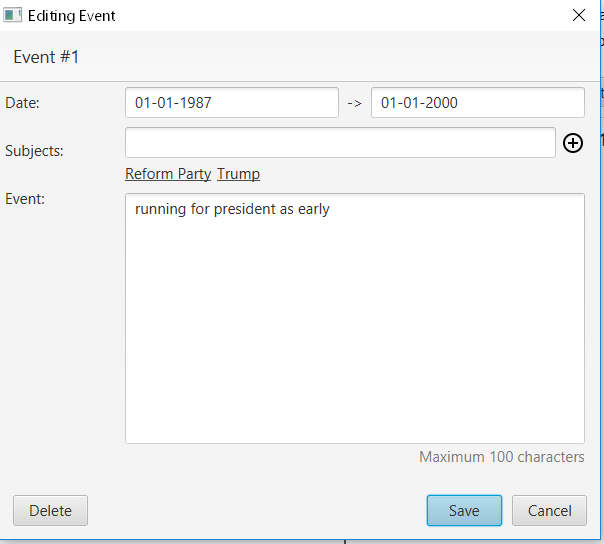 Editing Event
Event #1
Date: 01-01-1987 -> 01-01-2000
Subjects:
Reform Party Trump
Event: running for president as early
Maximum 100 characters
Delete Save Cancel